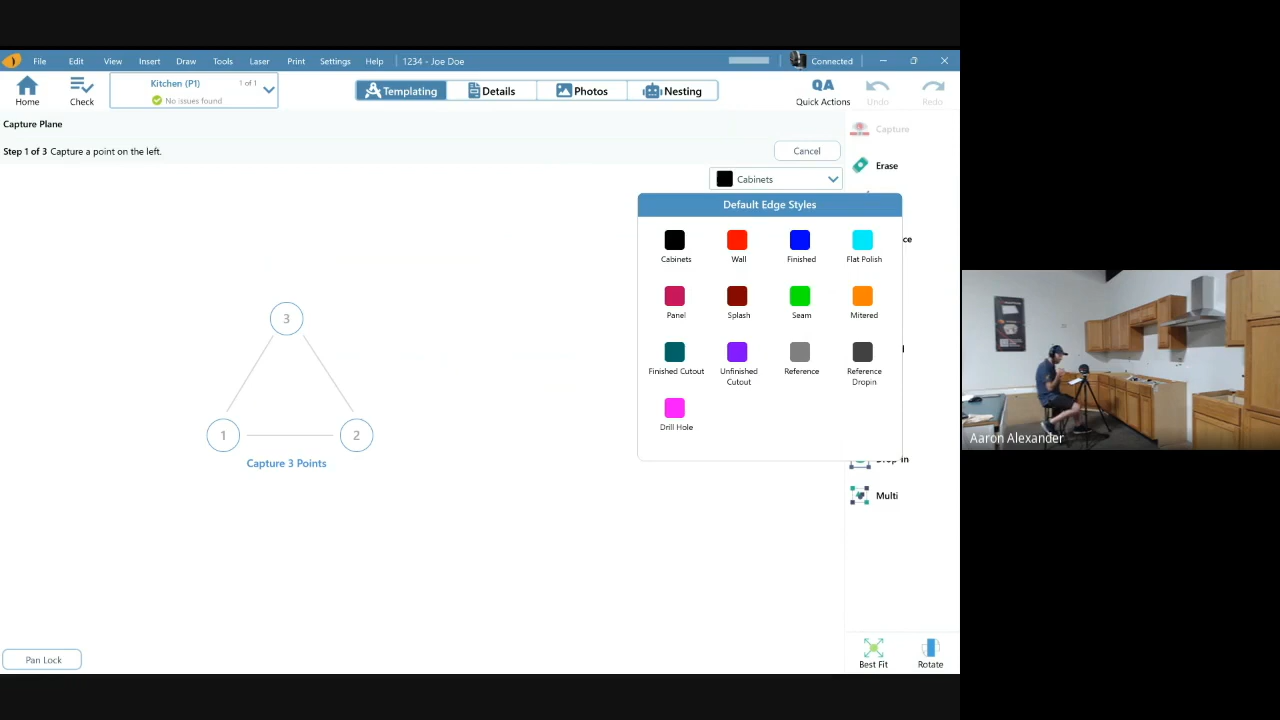 File Edit View Insert Draw Tools Laser Print Settings Help 1234 - Joe Doe Connected
Home Check Kitchen (P1) 1 of 1 No issues found Templating Details Photos Nesting QA Quick Actions Undo Redo
Capture Plane
Step 1 of 3 Capture a point on the left. Cancel
Capture
Erase
Cabinets
Default Edge Styles
Cabinets Wall Finished Flat Polish
Panel Splash Seam Mitered
Finished Cutout Unfinished Cutout Reference Reference Dropin
Drill Hole
3
1 2
Capture 3 Points
Multi
Aaron Alexander
Pan Lock
Best Fit Rotate